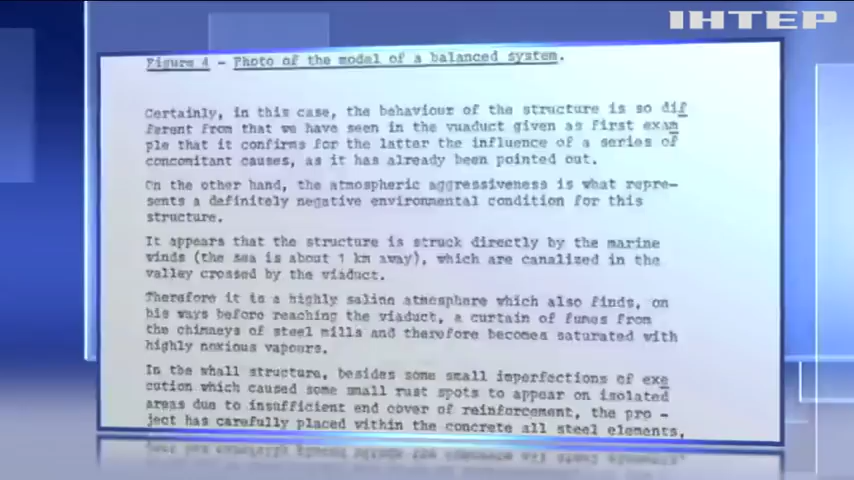 ІНТЕР
Figure 4 - Photo of the model of a balanced system.
Certainly, in this case, the behaviour of the structure is so dif
ferent from that we have seen in the vuaduct given as first exam
ple that it confirms for the latter the influence of a series of
concomitant causes, as it has already been pointed out.
On the other hand, the atmospheric aggressiveness is what repre-
sents a definitely negative environmental condition for this
structure.
It appears that the structure is struck directly by the marine
winds (the sea is about 1 km away), which are canalized in the
valley crossed by the viaduct.
Therefore it is a highly saline atmosphere which also finds, on
his ways before reaching the viaduct, a curtain of fumes from
the chimneys of steel mills and therefore becomes saturated with
highly noxious vapours.
In the whall structure, besides some small imperfections of exe
cution which caused some small rust spots to appear on isolated
areas due to insufficient end cover of reinforcement, the pro -
ject has carefully placed within the concrete all steel elements,